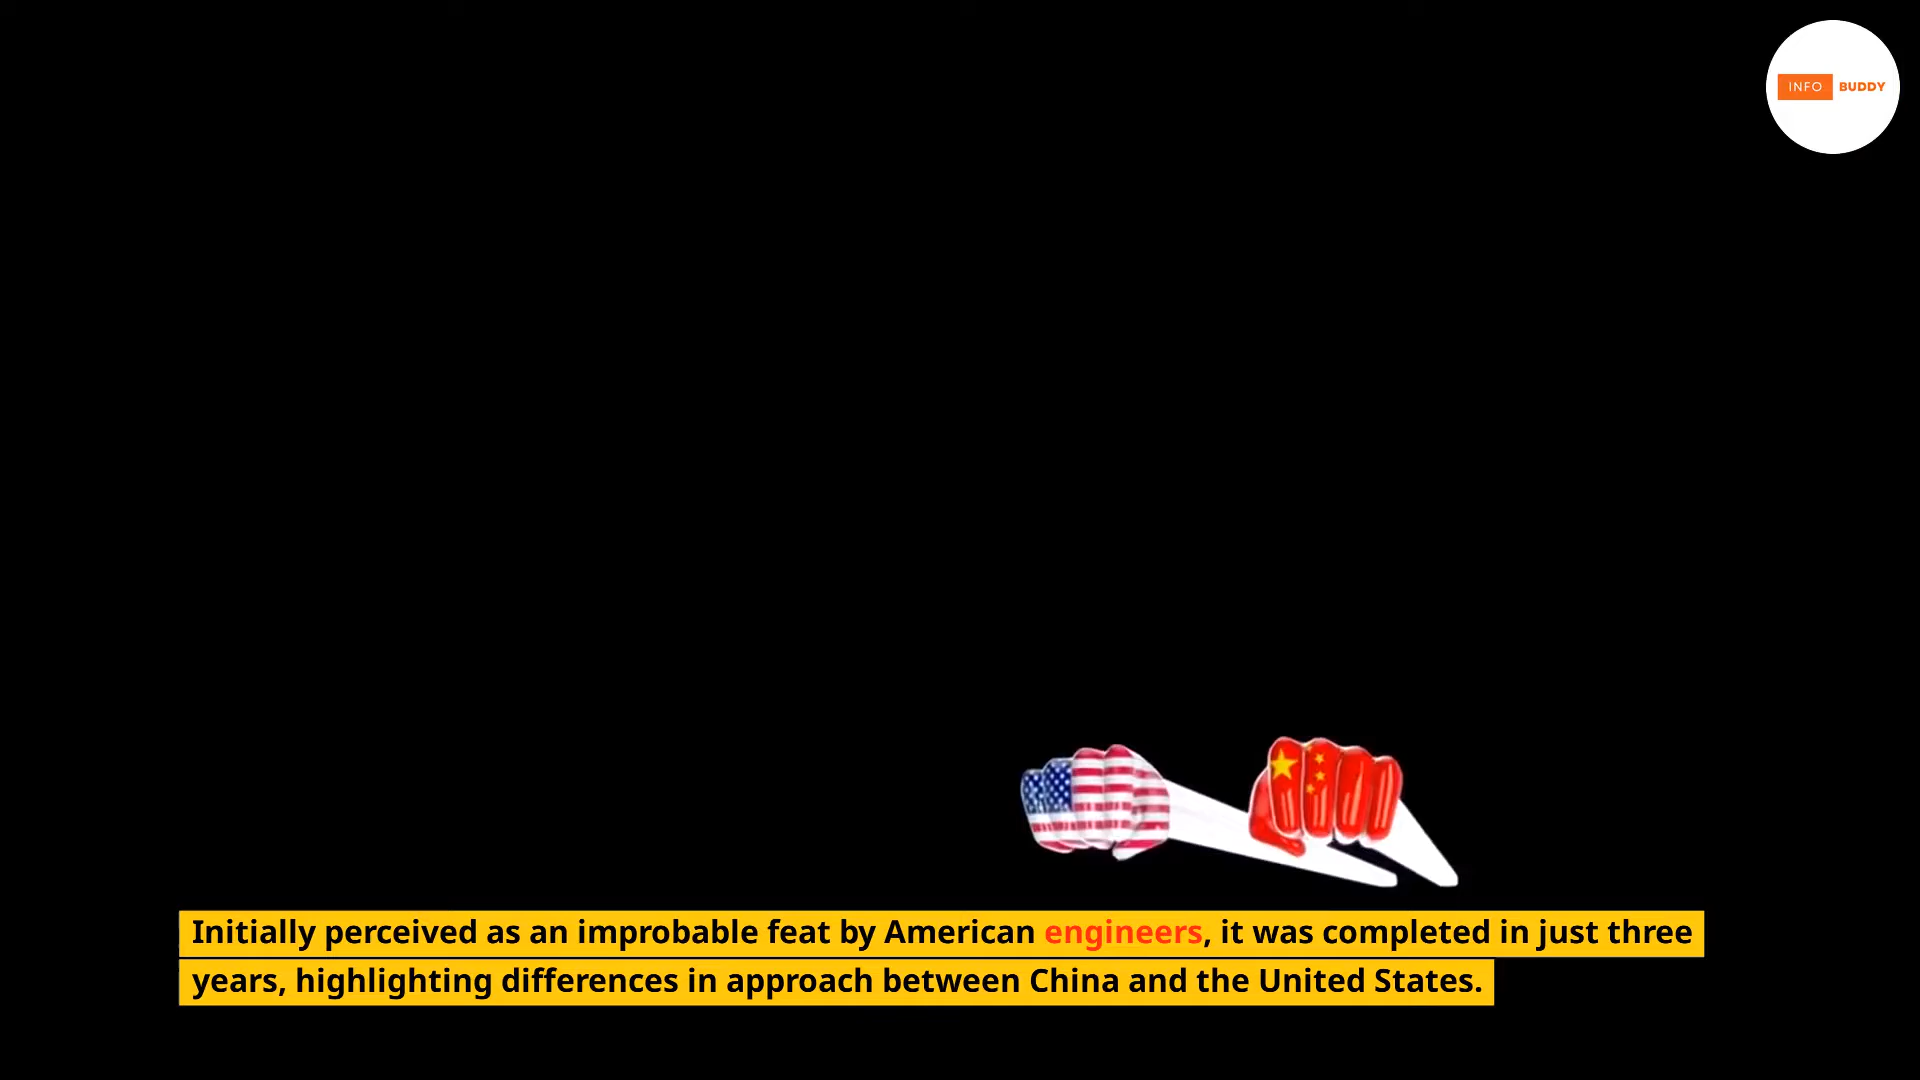 INFO BUDDY
Initially perceived as an improbable feat by American engineers, it was completed in just three
years, highlighting differences in approach between China and the United States.